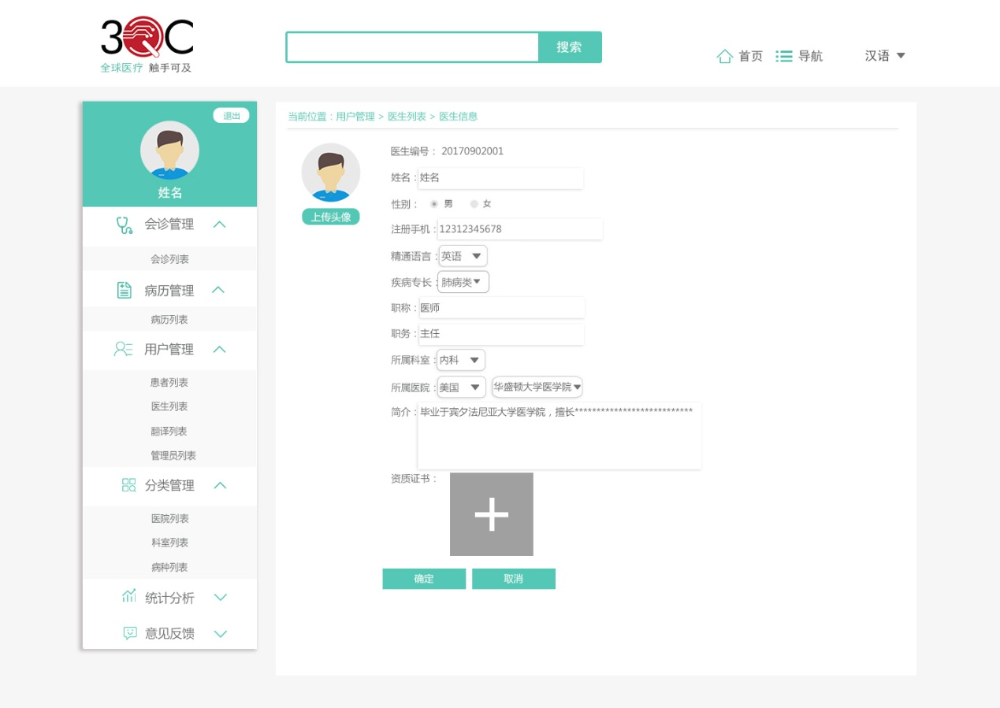 3QC
全球医疗 触手可及
搜索
首页
导航
汉语
退出
姓名
会诊管理
会诊列表
病历管理
病历列表
用户管理
患者列表
医生列表
翻译列表
管理员列表
分类管理
医院列表
科室列表
病种列表
统计分析
意见反馈
当前位置：用户管理 > 医生列表 > 医生信息
上传头像
医生编号： 20170902001
姓名：姓名
性别： 男 女
注册手机：12312345678
精通语言：英语
疾病专长：肺病类
职称：医师
职务：主任
所属科室：内科
所属医院：美国 华盛顿大学医学院
简介：毕业于宾夕法尼亚大学医学院，擅长***************************
资质证书：
确定 取消